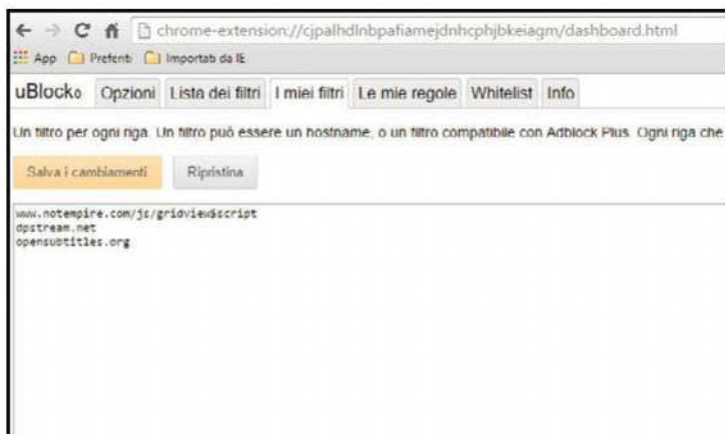 chrome-extension://cjpalhdlnbpafiamejdnhcphjbkeiagm/dashboard.html
App Preferiti Importati da IE
uBlock₀ Opzioni Lista dei filtri I miei filtri Le mie regole Whitelist Info
Un filtro per ogni riga. Un filtro può essere un hostname, o un filtro compatibile con Adblock Plus. Ogni riga che
Salva i cambiamenti Ripristina
www.notempire.com/js/gridview$script
dpstream.net
opensubtitles.org